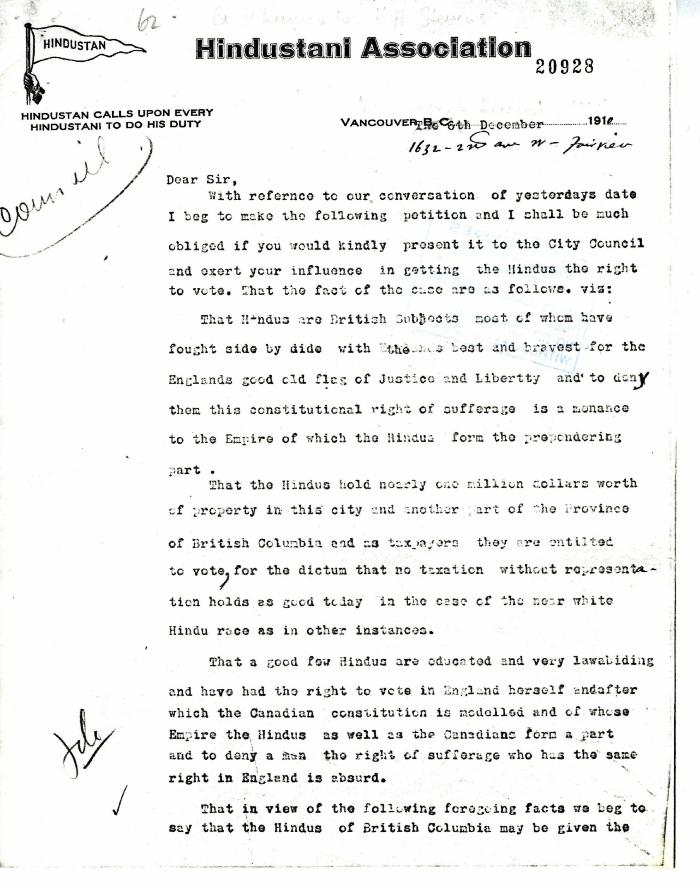 62.
HINDUSTAN
Hindustani Association
20928
HINDUSTAN CALLS UPON EVERY
HINDUSTANI TO DO HIS DUTY
VANCOUVER, B. C. The 6th December 191
1632 - 2nd ave W - Fairview
Council
Dear Sir,
With refernce to our conversation of yesterdays date
I beg to make the following petition and I shall be much
obliged if you would kindly present it to the City Council
and exert your influence in getting the Hindus the right
to vote. That the fact of the case are as follows. viz:
That Hindus are British Subjects most of whom have
fought side by dide with the best and bravest for the
Englands good old flag of Justice and Libertty and to deny
them this constitutional right of sufferage is a menance
to the Empire of which the Hindus form the prependering
part .
That the Hindus hold nearly one million dollars worth
of property in this city and another part of the Province
of British Columbia and as taxpayers they are entilted
to vote, for the dictum that no taxation without representa-
tion holds as good today in the case of the near white
Hindu race as in other instances.
That a good few Hindus are educated and very lawabiding
and have had the right to vote in England herself andafter
which the Canadian constitution is modelled and of whose
Empire the Hindus as well as the Canadians form a part
and to deny a man the right of sufferage who has the same
right in England is absurd.
That in view of the following foregoing facts we beg to
say that the Hindus of British Columbia may be given the